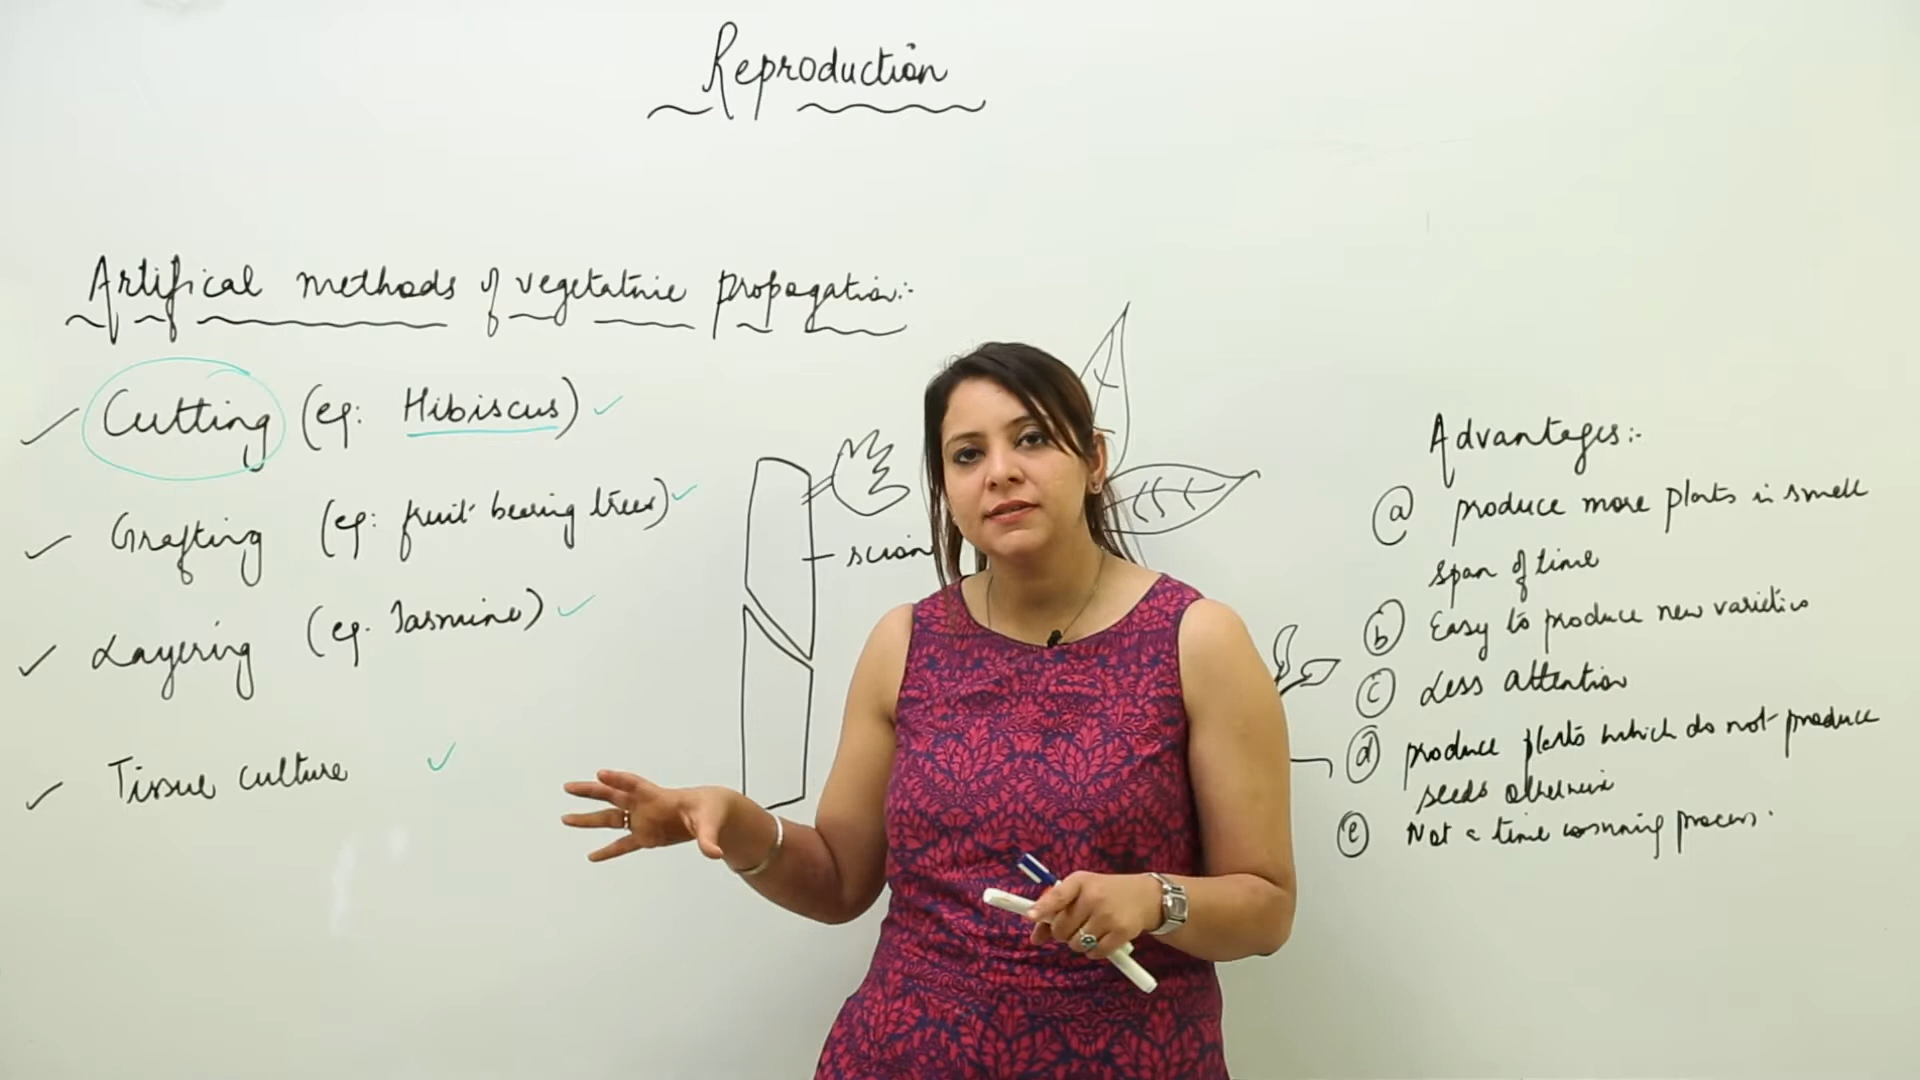 Reproduction
Artifical methods of vegetative propagation:-
Cutting (eg: Hibiscus)
Grafting (eg: fruit bearing trees)
Layering (eg. Jasmine)
Tissue culture
scion
Advantages:-
(a) produce more plants in small
span of time
(b) Easy to produce new varieties
(c) Less attention
(d) produce plants which do not produce
seeds otherwise
(e) Not a time consuming process.